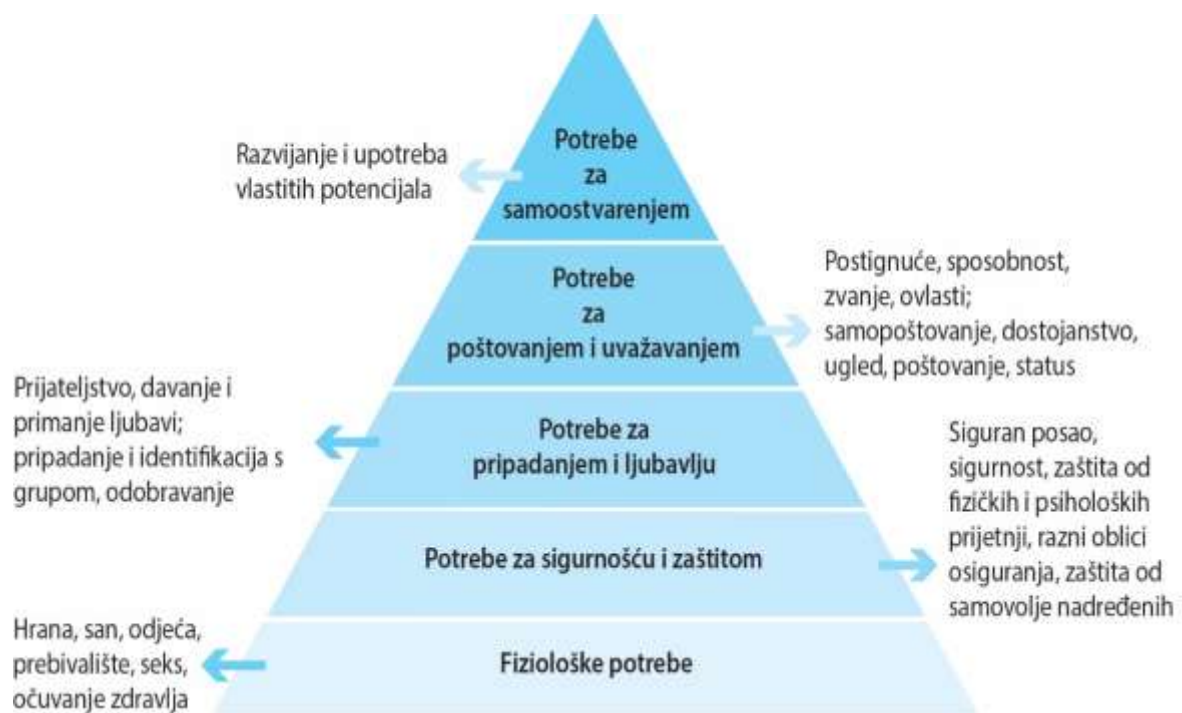 Potrebe
za
samoostvarenjem
Razvijanje i upotreba
vlastitih potencijala
Potrebe
za
poštovanjem i uvažavanjem
Postignuće, sposobnost,
zvanje, ovlasti;
samopoštovanje, dostojanstvo,
ugled, poštovanje, status
Potrebe za
pripadanjem i ljubavlju
Prijateljstvo, davanje i
primanje ljubavi;
pripadanje i identifikacija s
grupom, odobravanje
Potrebe za sigurnošću i zaštitom
Siguran posao,
sigurnost, zaštita od
fizičkih i psiholoških
prijetnji, razni oblici
osiguranja, zaštita od
samovolje nadređenih
Fiziološke potrebe
Hrana, san, odjeća,
prebivalište, seks,
očuvanje zdravlja